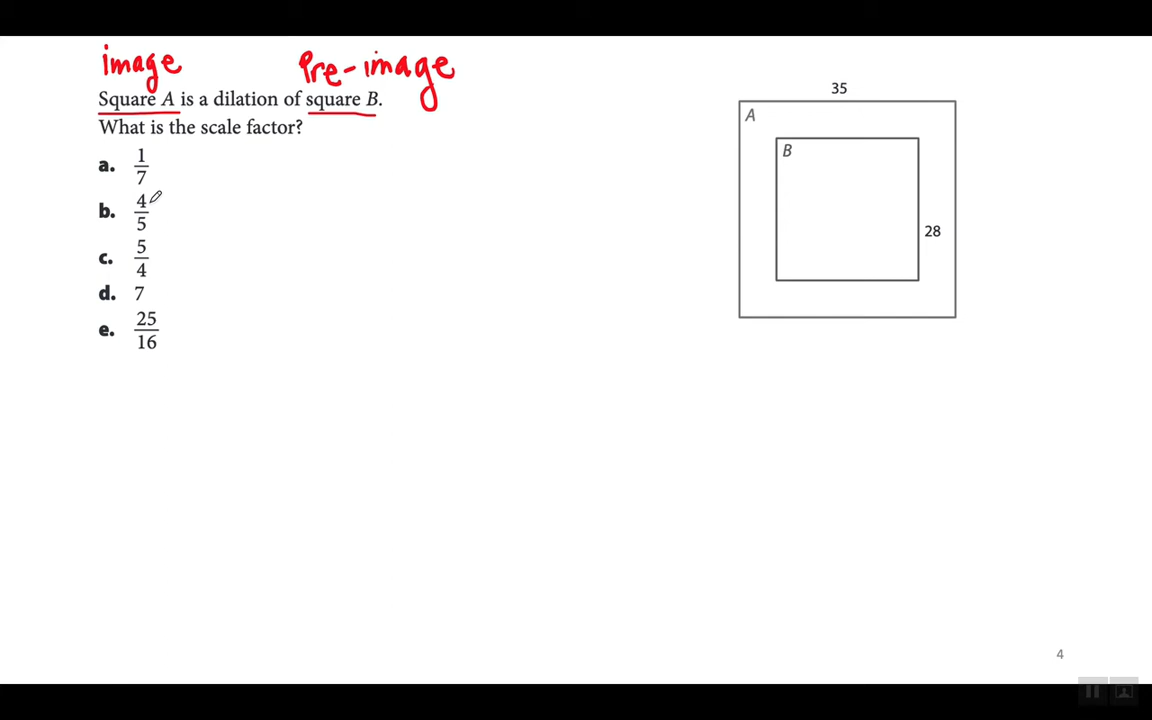 image Pre-image
Square A is a dilation of square B.
What is the scale factor?
a. 1/7
b. 4/5
c. 5/4
d. 7
e. 25/16
35
A
B
28
4